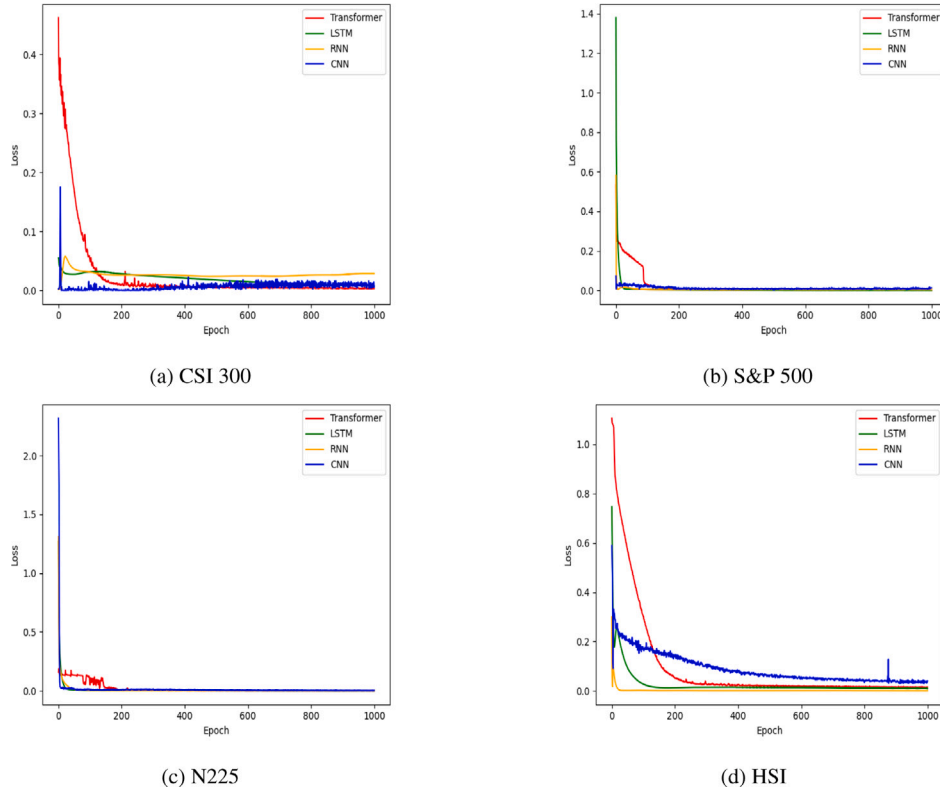 Transformer
LSTM
RNN
CNN
0.4
0.3
0.2
0.1
0.0
Loss
0 200 400 600 800 1000
Epoch
(a) CSI 300
Transformer
LSTM
RNN
CNN
1.4
1.2
1.0
0.8
0.6
0.4
0.2
0.0
Loss
0 200 400 600 800 1000
Epoch
(b) S&P 500
Transformer
LSTM
RNN
CNN
2.0
1.5
1.0
0.5
0.0
Loss
0 200 400 600 800 1000
Epoch
(c) N225
Transformer
LSTM
RNN
CNN
1.0
0.8
0.6
0.4
0.2
0.0
Loss
0 200 400 600 800 1000
Epoch
(d) HSI